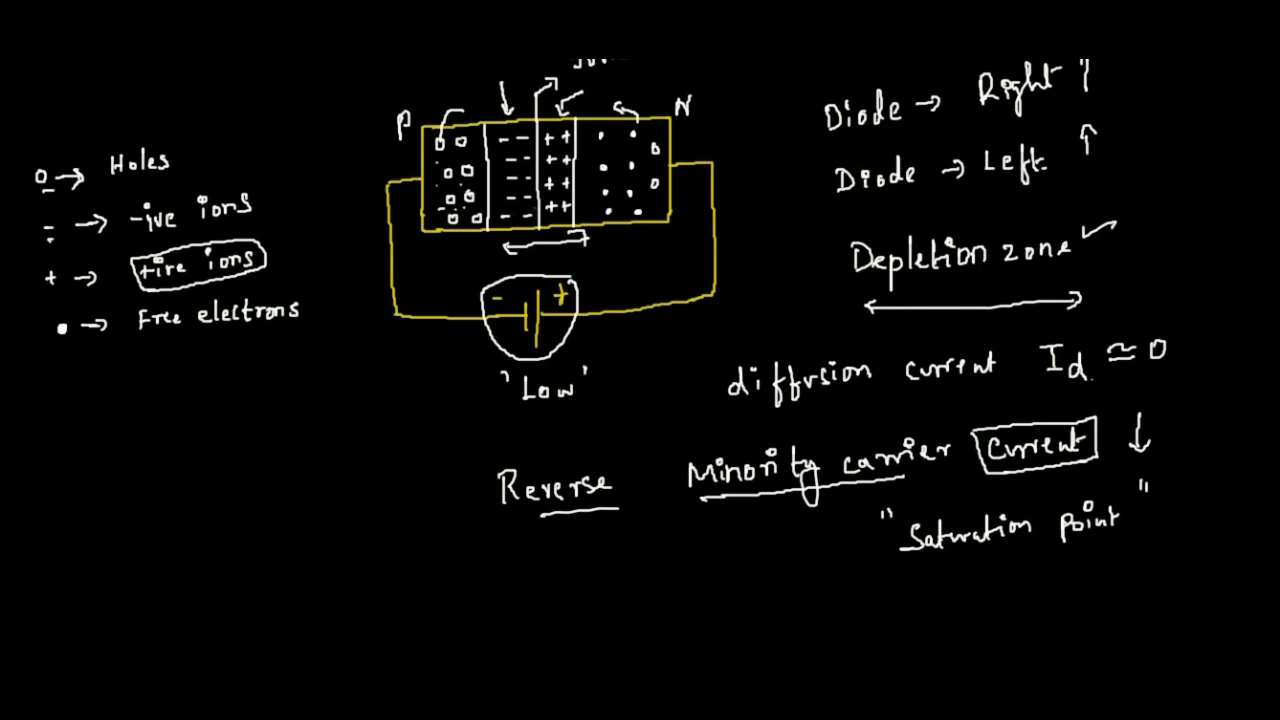 P
N
Diode → Right ↑
Diode → Left ↑
o → Holes
- → -ive ions
+ → +ive ions
• → Free electrons
Depletion zone
- +
"Low"
diffusion current Id ≃ 0
Reverse Minority carrier current ↓
"Saturation point"